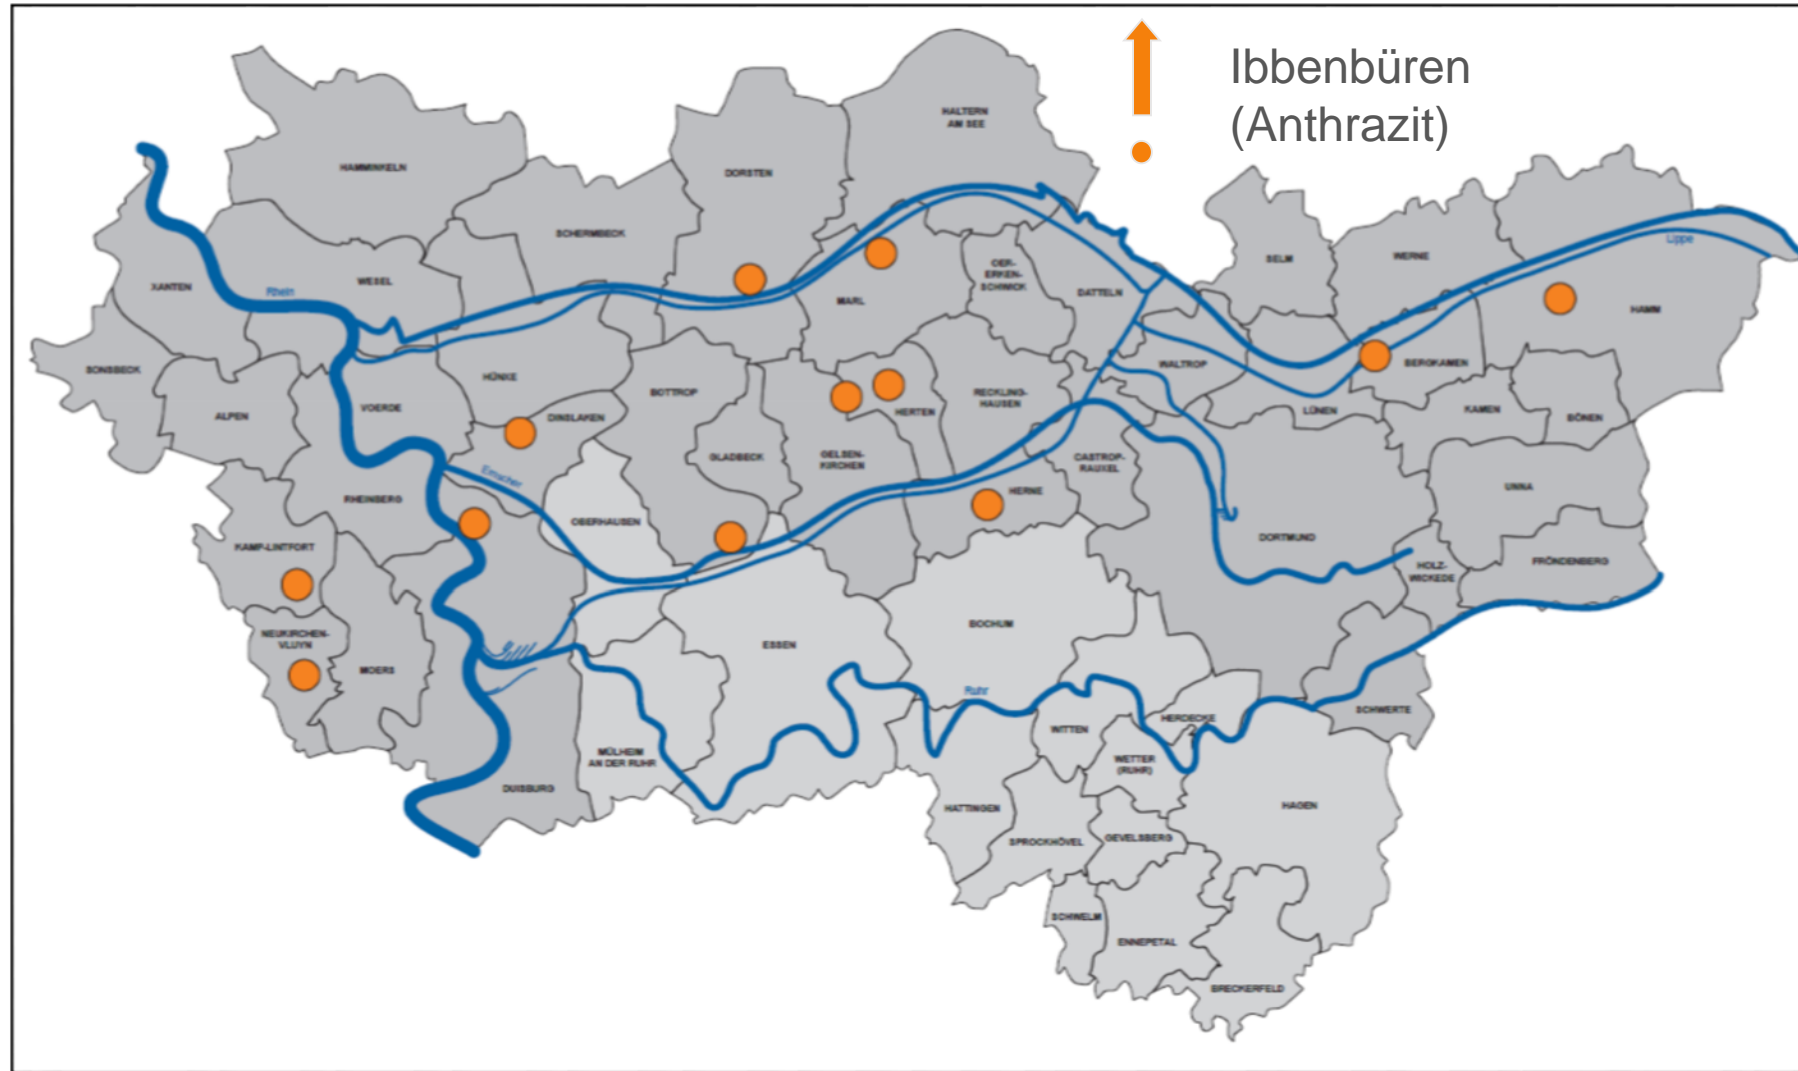 Ibbenbüren
(Anthrazit)
HALTERN
AM SEE
HAMMINKELN
DORSTEN
SCHERMBECK
Lippe
WERNE
SELM
OER-
ERKEN-
SCHWICK
WESEL
XANTEN
Rhein
DATTELN
MARL
HAMM
SONSBECK
HÜNXE
WALTROP
BERGKAMEN
BOTTROP
RECKLING-
HAUSEN
ALPEN
VOERDE
DINSLAKEN
HERTEN
LÜNEN
KAMEN
BÖNEN
GLADBECK
GELSEN-
KIRCHEN
CASTROP-
RAUXEL
Emscher
RHEINBERG
HERNE
UNNA
OBERHAUSEN
KAMP-LINTFORT
DORTMUND
HOLZ-
WICKEDE
FRÖNDENBERG
NEUKIRCHEN-
VLUYN
MOERS
ESSEN
BOCHUM
Ruhr
HERDECKE
SCHWERTE
WITTEN
MÜLHEIM
AN DER RUHR
WETTER
(RUHR)
DUISBURG
HATTINGEN
HAGEN
SPROCKHÖVEL
GEVELSBERG
SCHWELM
ENNEPETAL
BRECKERFELD